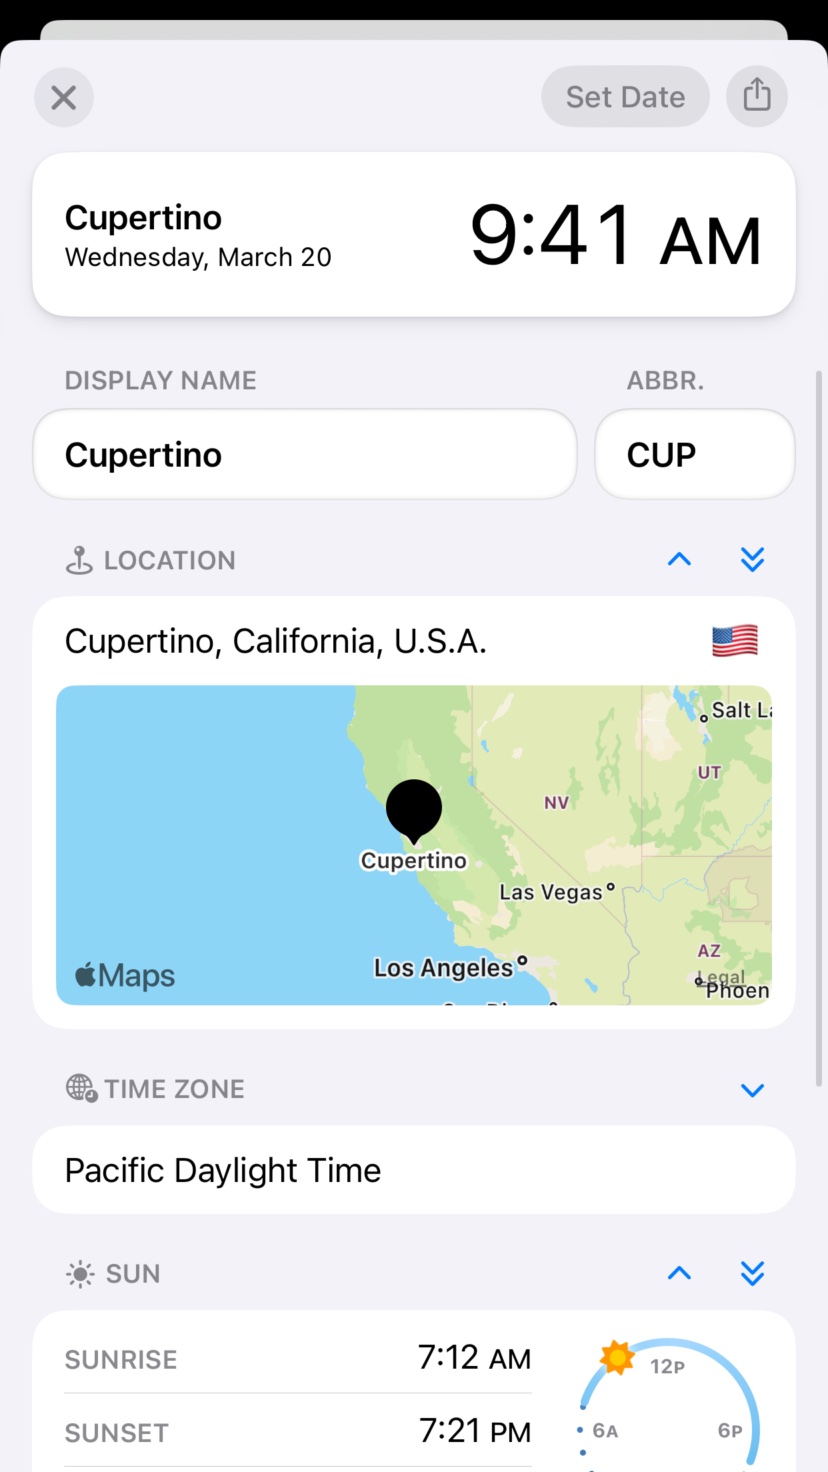 Set Date
Cupertino
Wednesday, March 20
9:41 AM
DISPLAY NAME
ABBR.
Cupertino
CUP
LOCATION
Cupertino, California, U.S.A.
Salt La
UT
NV
Cupertino
Las Vegas
AZ
Los Angeles
Maps
Legal
Phoen
TIME ZONE
Pacific Daylight Time
SUN
SUNRISE
7:12 AM
12P
SUNSET
7:21 PM
6A
6P